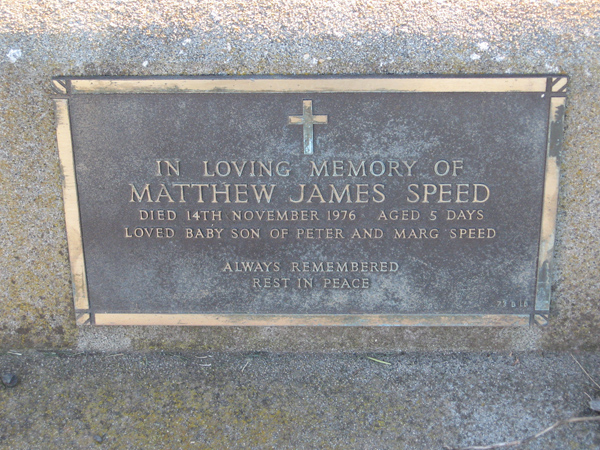 IN LOVING MEMORY OF
MATTHEW JAMES SPEED
DIED 14TH NOVEMBER 1976 AGED 5 DAYS
LOVED BABY SON OF PETER AND MARG SPEED
ALWAYS REMEMBERED
REST IN PEACE